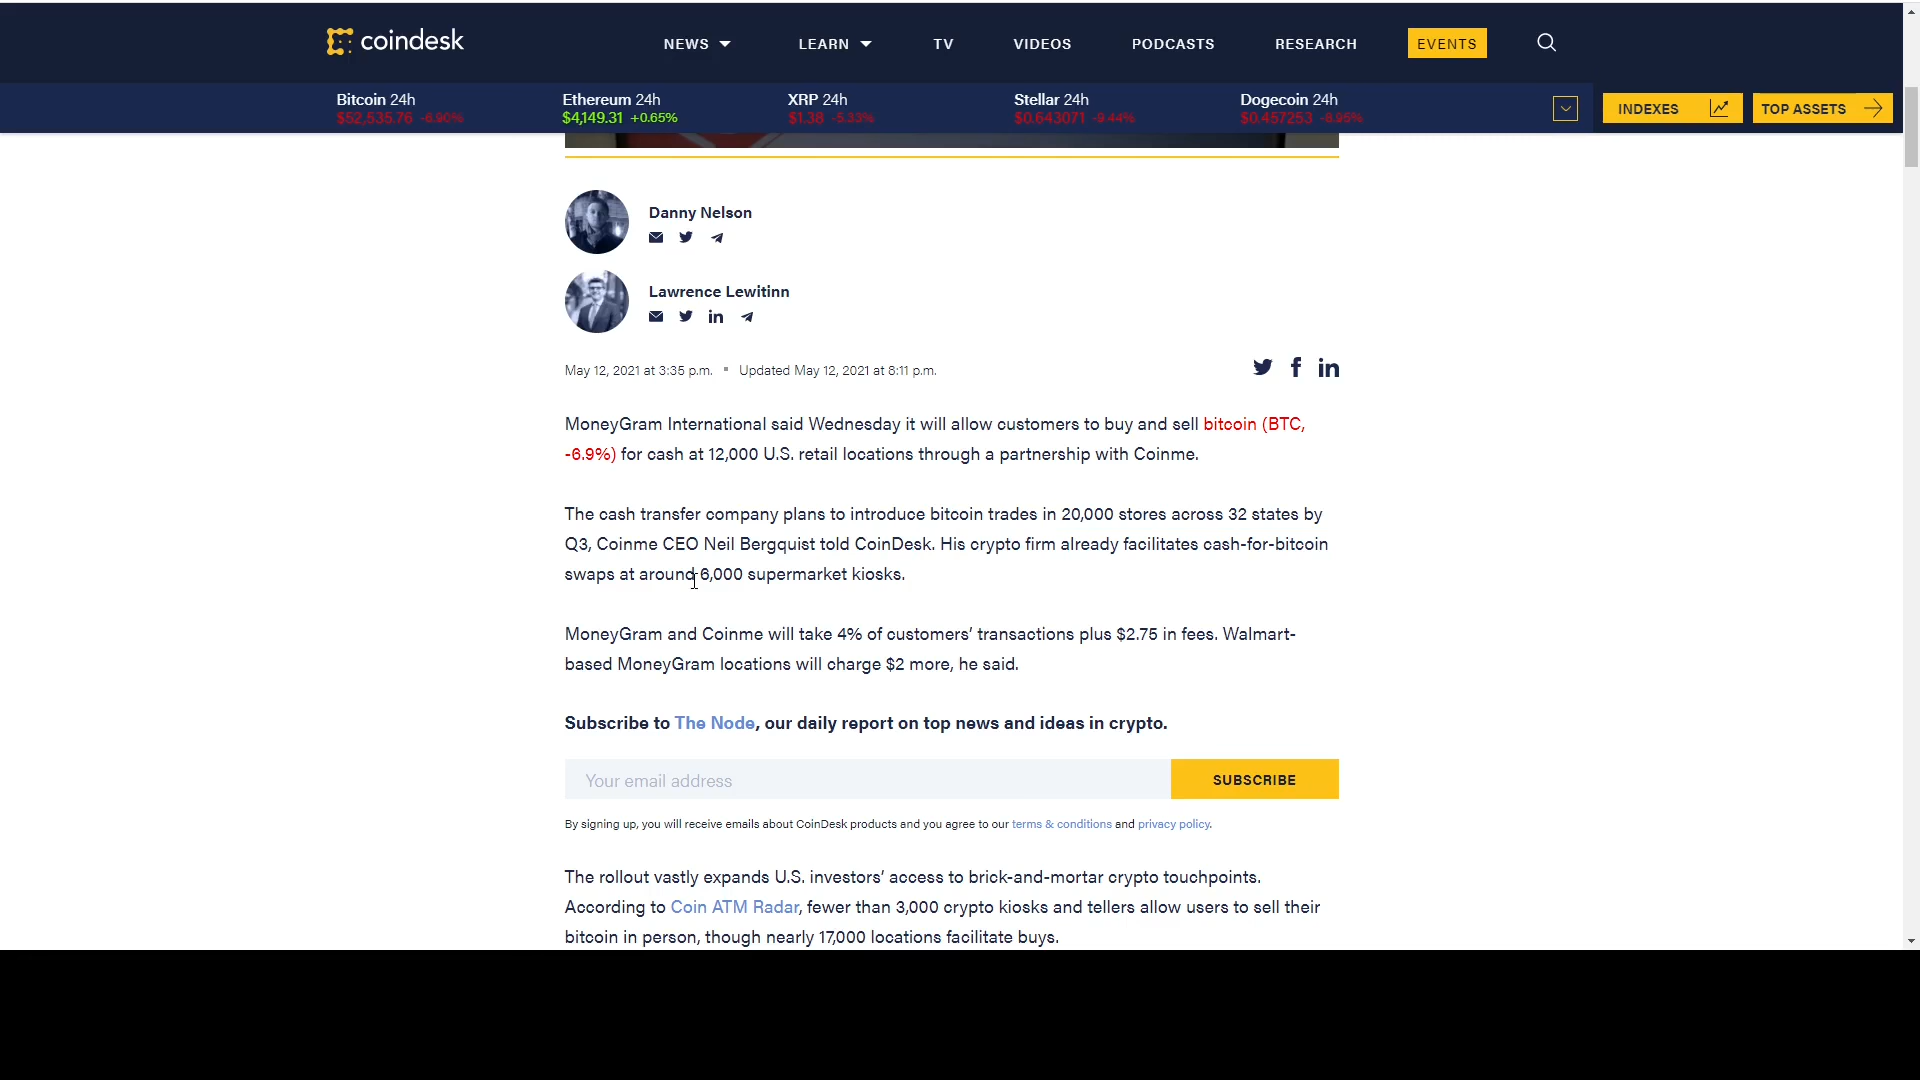 coindesk
NEWS
LEARN
TV
VIDEOS
PODCASTS
RESEARCH
EVENTS
Bitcoin 24h
$52,535.76 -6.90%
Ethereum 24h
$4,149.31 +0.65%
XRP 24h
$1.38 -5.33%
Stellar 24h
$0.643071 -9.44%
Dogecoin 24h
$0.457253 -8.95%
INDEXES
TOP ASSETS
Danny Nelson
Lawrence Lewitinn
May 12, 2021 at 3:35 p.m. ▪ Updated May 12, 2021 at 8:11 p.m.
MoneyGram International said Wednesday it will allow customers to buy and sell bitcoin (BTC,
-6.9%) for cash at 12,000 U.S. retail locations through a partnership with Coinme.
The cash transfer company plans to introduce bitcoin trades in 20,000 stores across 32 states by
Q3, Coinme CEO Neil Bergquist told CoinDesk. His crypto firm already facilitates cash-for-bitcoin
swaps at around 6,000 supermarket kiosks.
MoneyGram and Coinme will take 4% of customers' transactions plus $2.75 in fees. Walmart-
based MoneyGram locations will charge $2 more, he said.
Subscribe to The Node, our daily report on top news and ideas in crypto.
Your email address
SUBSCRIBE
By signing up, you will receive emails about CoinDesk products and you agree to our terms & conditions and privacy policy.
The rollout vastly expands U.S. investors' access to brick-and-mortar crypto touchpoints.
According to Coin ATM Radar, fewer than 3,000 crypto kiosks and tellers allow users to sell their
bitcoin in person, though nearly 17,000 locations facilitate buys.